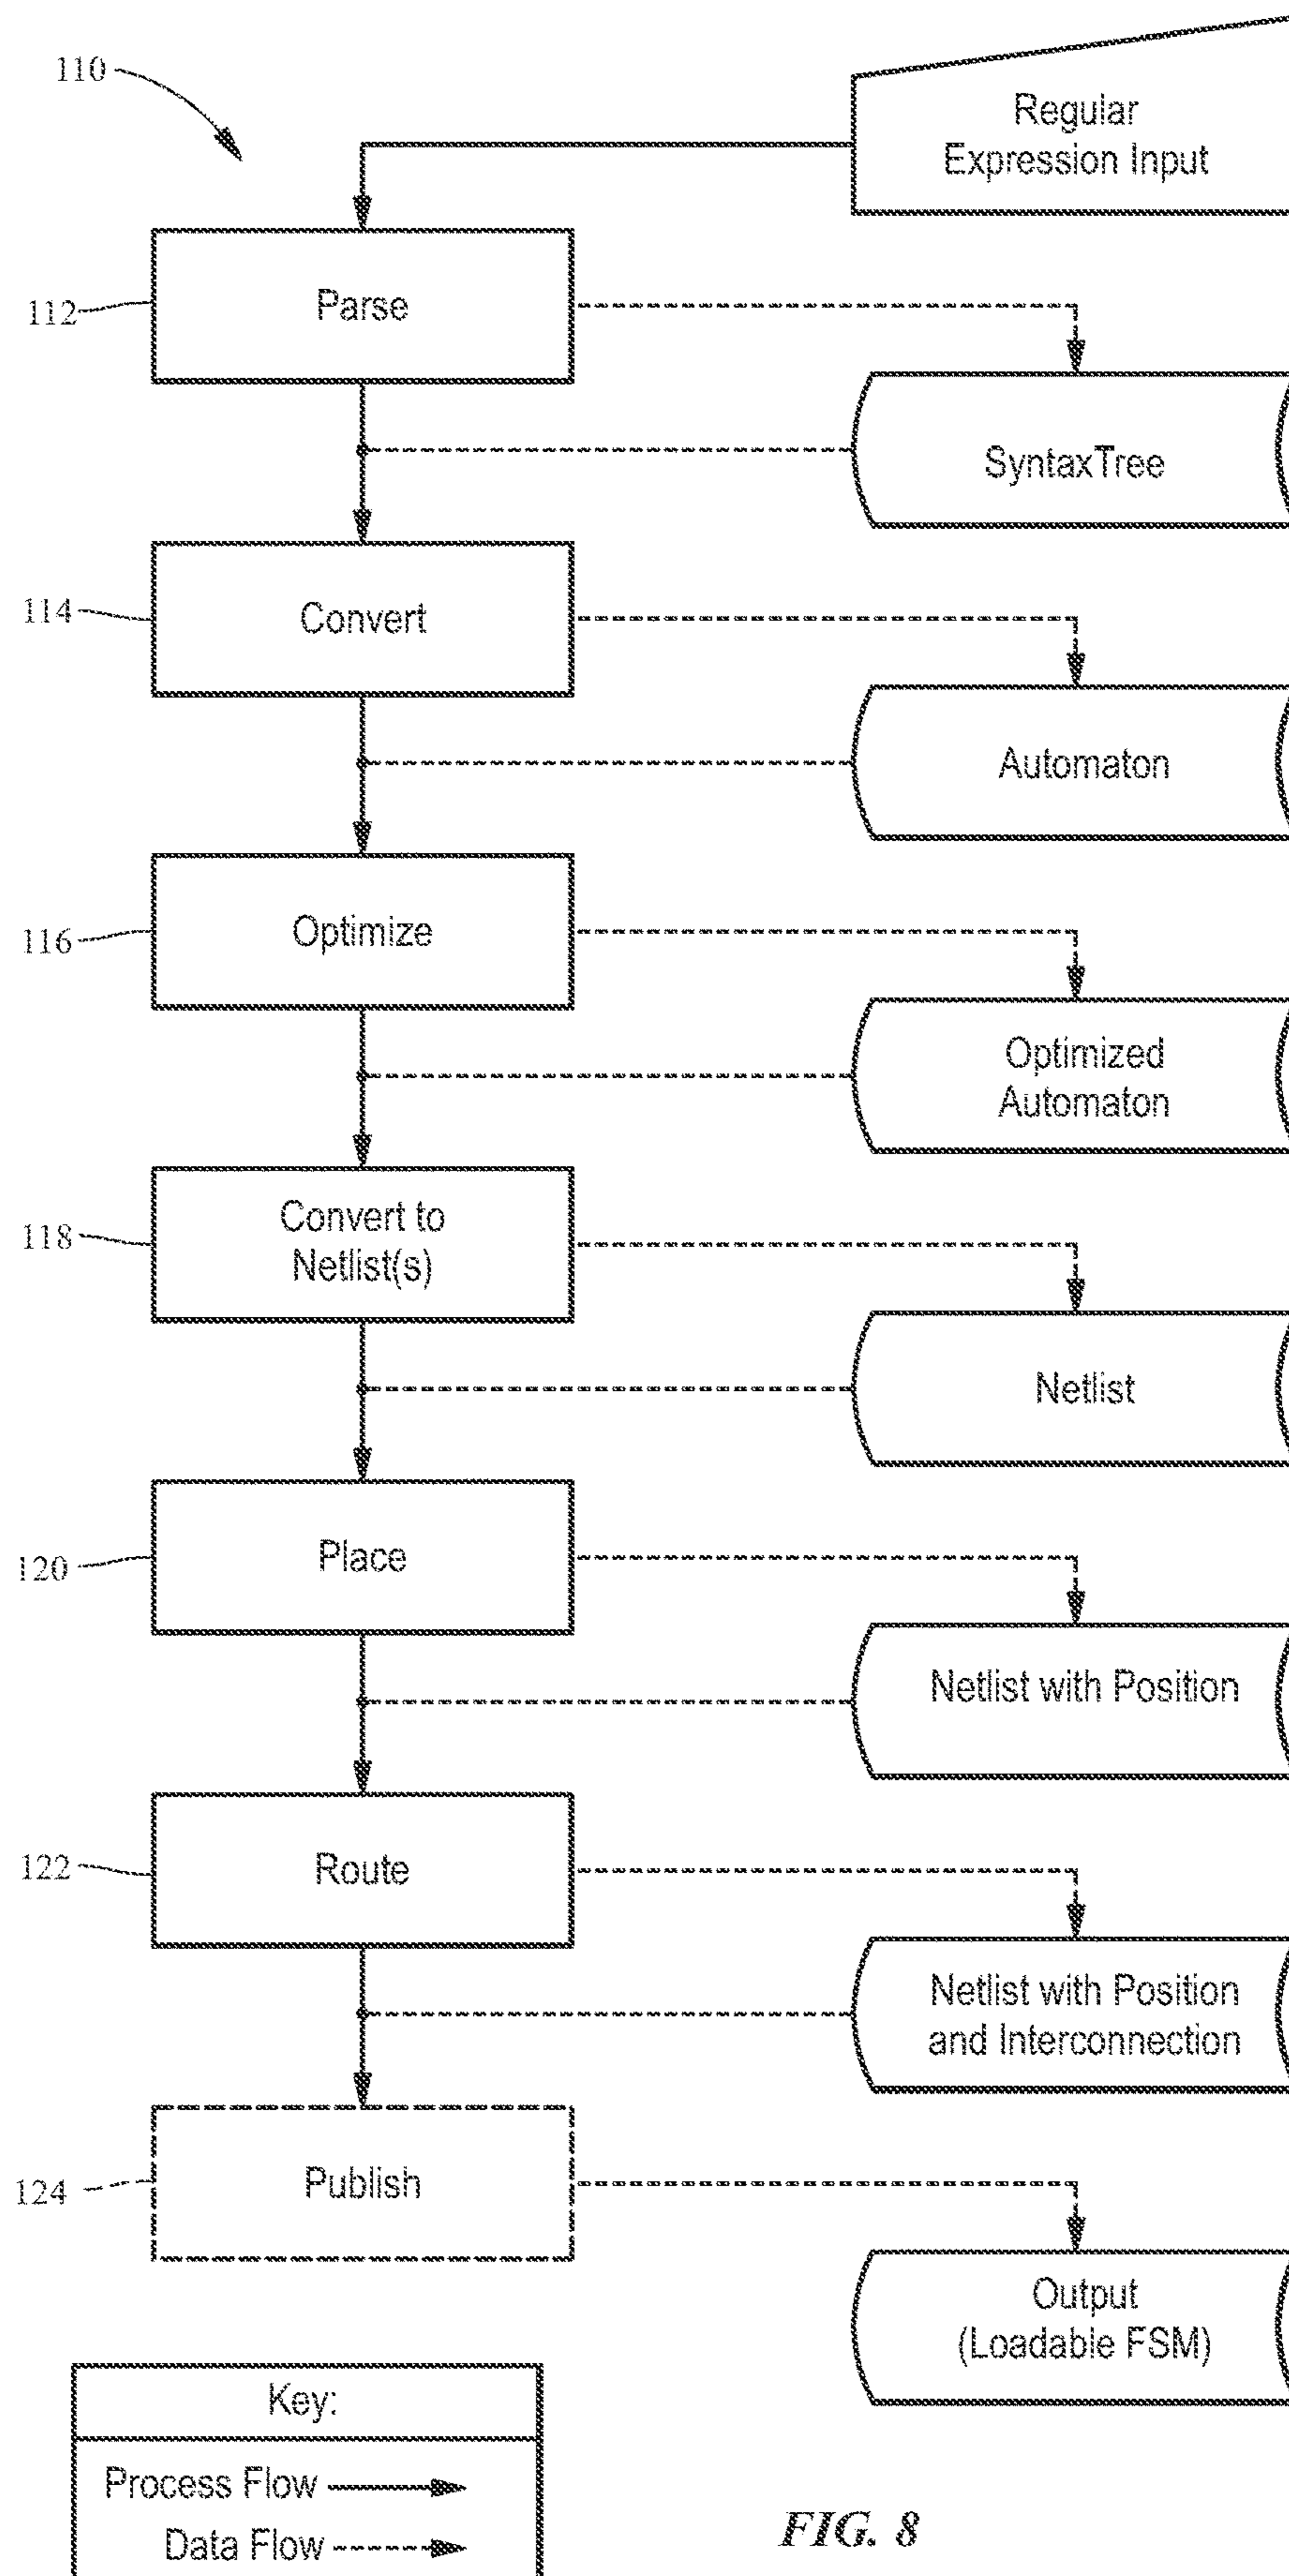 110
Regular
Expression Input
112
Parse
SyntaxTree
114
Convert
Automaton
116
Optimize
Optimized
Automaton
118
Convert to
Netlist(s)
Netlist
120
Place
Netlist with Position
122
Route
Netlist with Position
and Interconnection
124
Publish
Output
(Loadable FSM)
Key:
Process Flow
Data Flow
FIG. 8